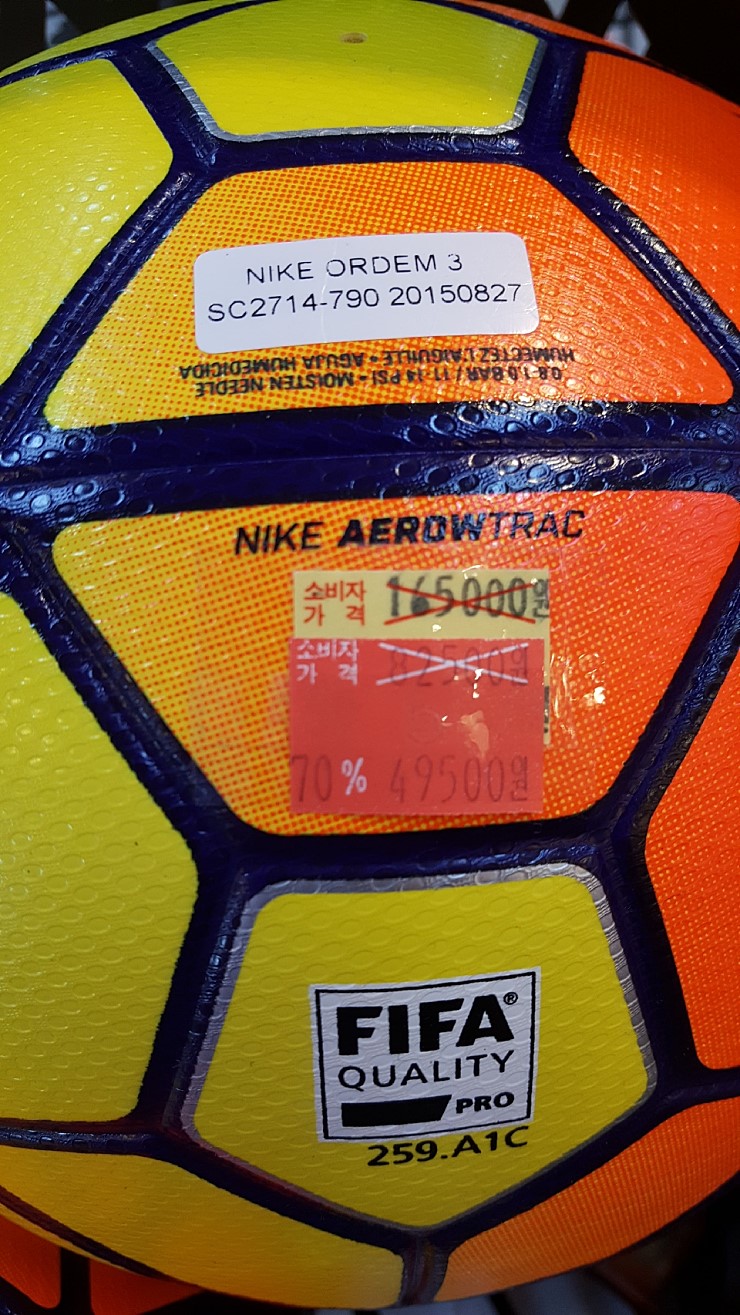 NIKE ORDEM 3
SC2714-790 20150827
0.8-1.0 BAR / 11-14 PSI • MOISTEN NEEDLE
HUMECTEZ L'AIGUILLE • AGUJA HUMEDICIDA
NIKE AEROWTRAC
소비자 165000원
가 격
소비자 82500원
가 격
70% 49500원
FIFA®
QUALITY
PRO
259.A1C